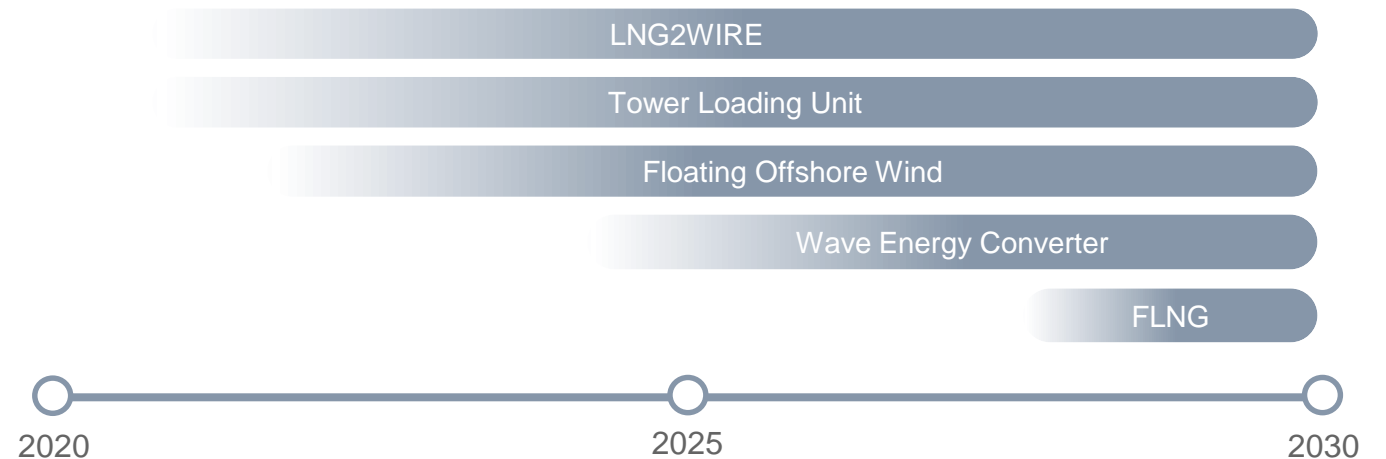 LNG2WIRE
Tower Loading Unit
Floating Offshore Wind
Wave Energy Converter
FLNG
2020 2025 2030